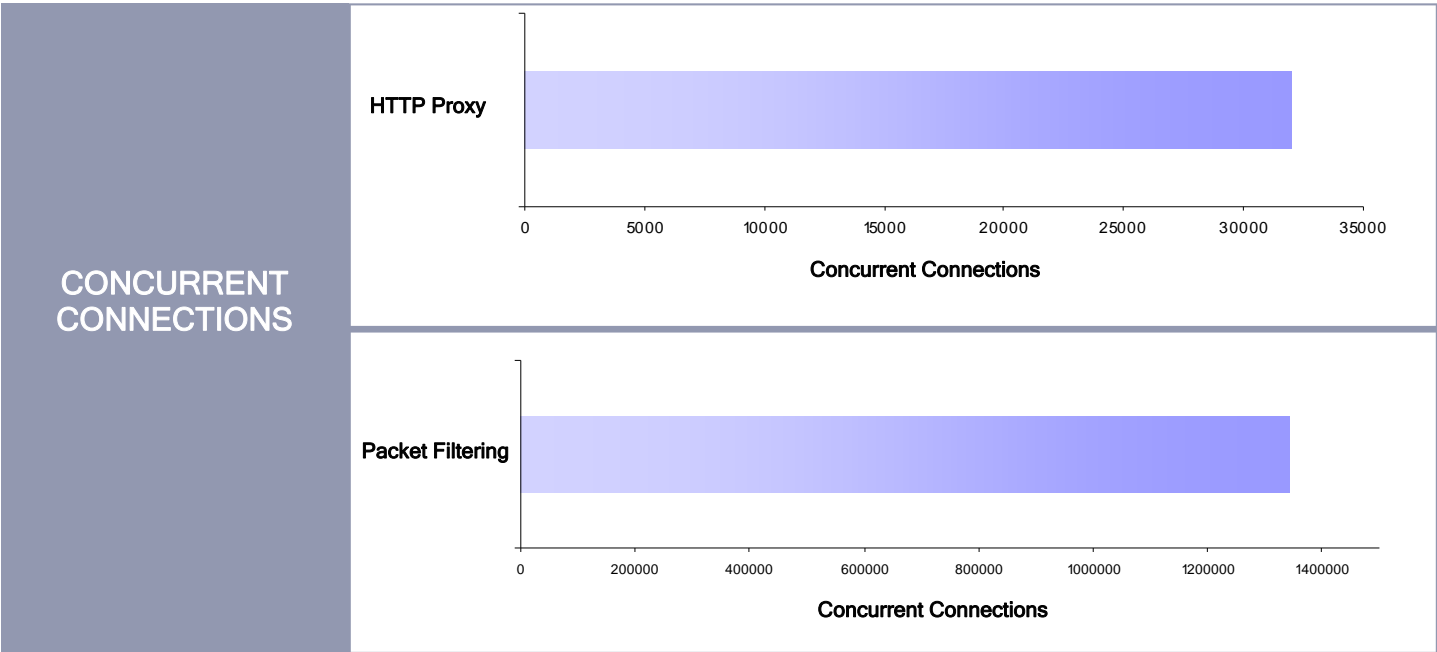 CONCURRENT
CONNECTIONS
HTTP Proxy
0 5000 10000 15000 20000 25000 30000 35000
Concurrent Connections
Packet Filtering
0 200000 400000 600000 800000 1000000 1200000 1400000
Concurrent Connections